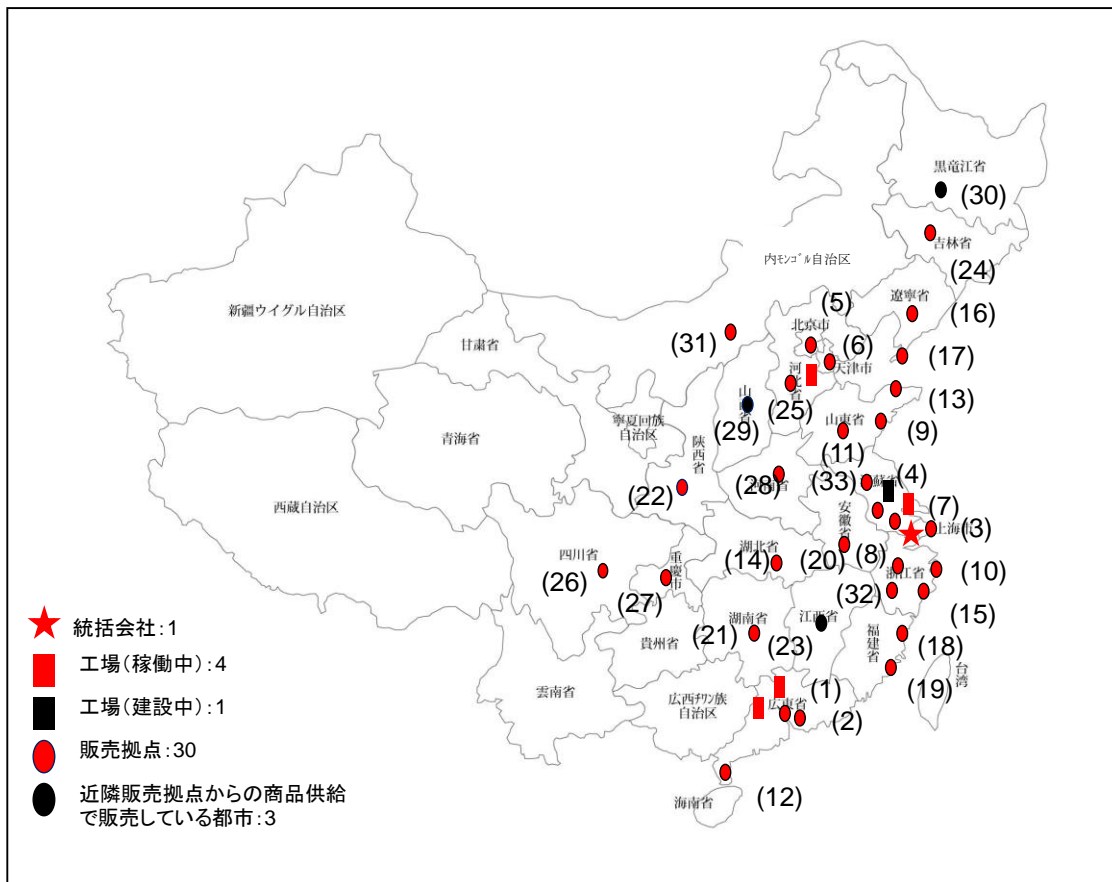 黒竜江省
(30)
吉林省
(24)
内ﾓﾝｺﾞﾙ自治区
遼寧省
(16)
(5)
北京市
(6)
天津市
(17)
新疆ウイグル自治区
(31)
甘粛省
河北省
(13)
(25)
(29)
山東省
(9)
(11)
寧夏回族
自治区
青海省
陝西省
(22)
(28)
(33)
(4)
(7)
上海市
(3)
西蔵自治区
安徽省
湖北省
(14)
(20)
(8)
浙江省
(10)
四川省
(26)
重慶市
(27)
(32)
(15)
湖南省
(21)
江西省
(23)
福建省
(18)
台湾
(19)
貴州省
雲南省
広西ﾁﾜﾝ族
自治区
広東省
(1)
(2)
(12)
海南省
統括会社:1
工場(稼働中):4
工場(建設中):1
販売拠点:30
近隣販売拠点からの商品供給
で販売している都市:3